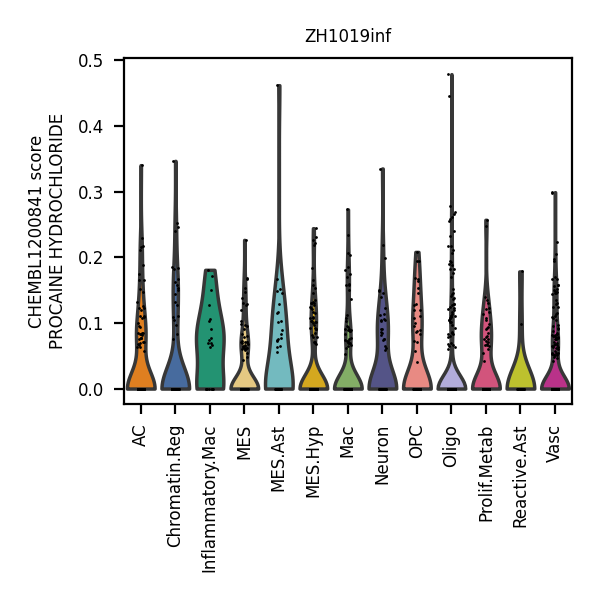 ZH1019inf
CHEMBL1200841 score
PROCAINE HYDROCHLORIDE
0.5
0.4
0.3
0.2
0.1
0.0
AC
Chromatin.Reg
Inflammatory.Mac
MES
MES.Ast
MES.Hyp
Mac
Neuron
OPC
Oligo
Prolif.Metab
Reactive.Ast
Vasc